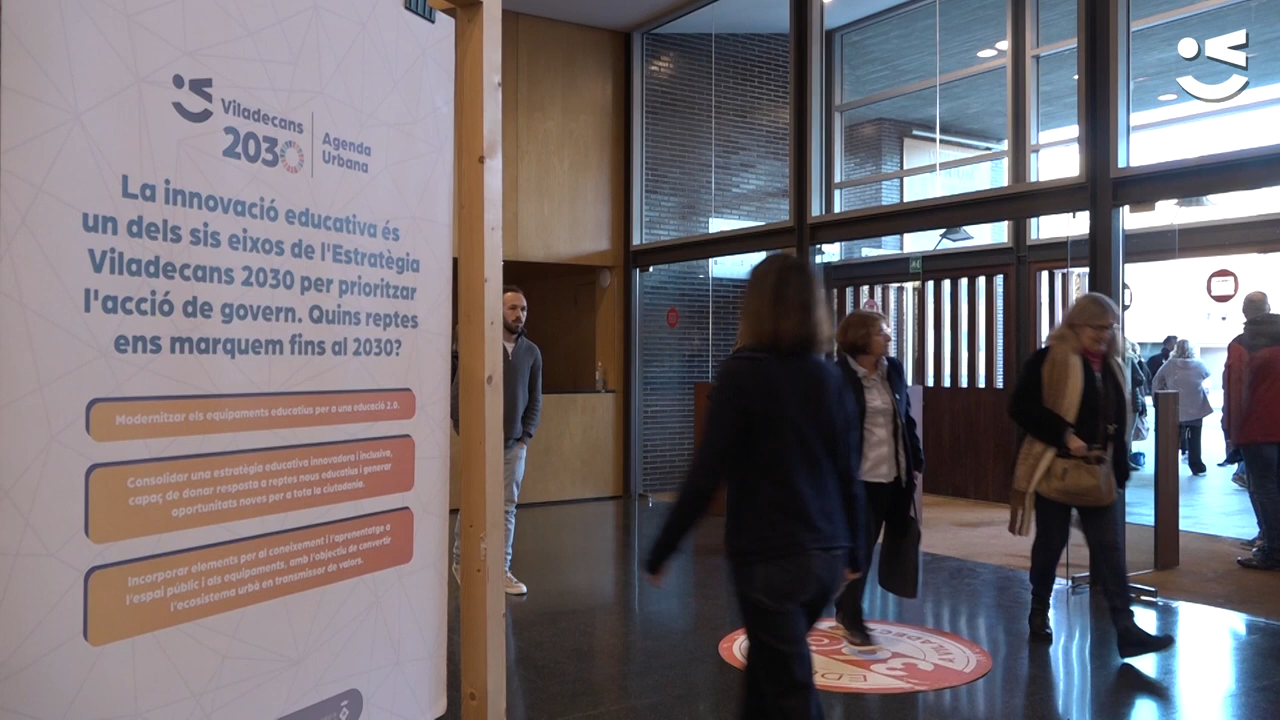 Viladecans
2030
Agenda
Urbana
La innovació educativa és
un dels sis eixos de l'Estratègia
Viladecans 2030 per prioritzar
l'acció de govern. Quins reptes
ens marquem fins al 2030?
Modernitzar els equipaments educatius per a una educació 2.0.
Consolidar una estratègia educativa innovadora i inclusiva,
capaç de donar resposta a reptes nous educatius i generar
oportunitats noves per a tota la ciutadania.
Incorporar elements per al coneixement i l'aprenentatge a
l'espai públic i als equipaments, amb l'objectiu de convertir
l'ecosistema urbà en transmissor de valors.